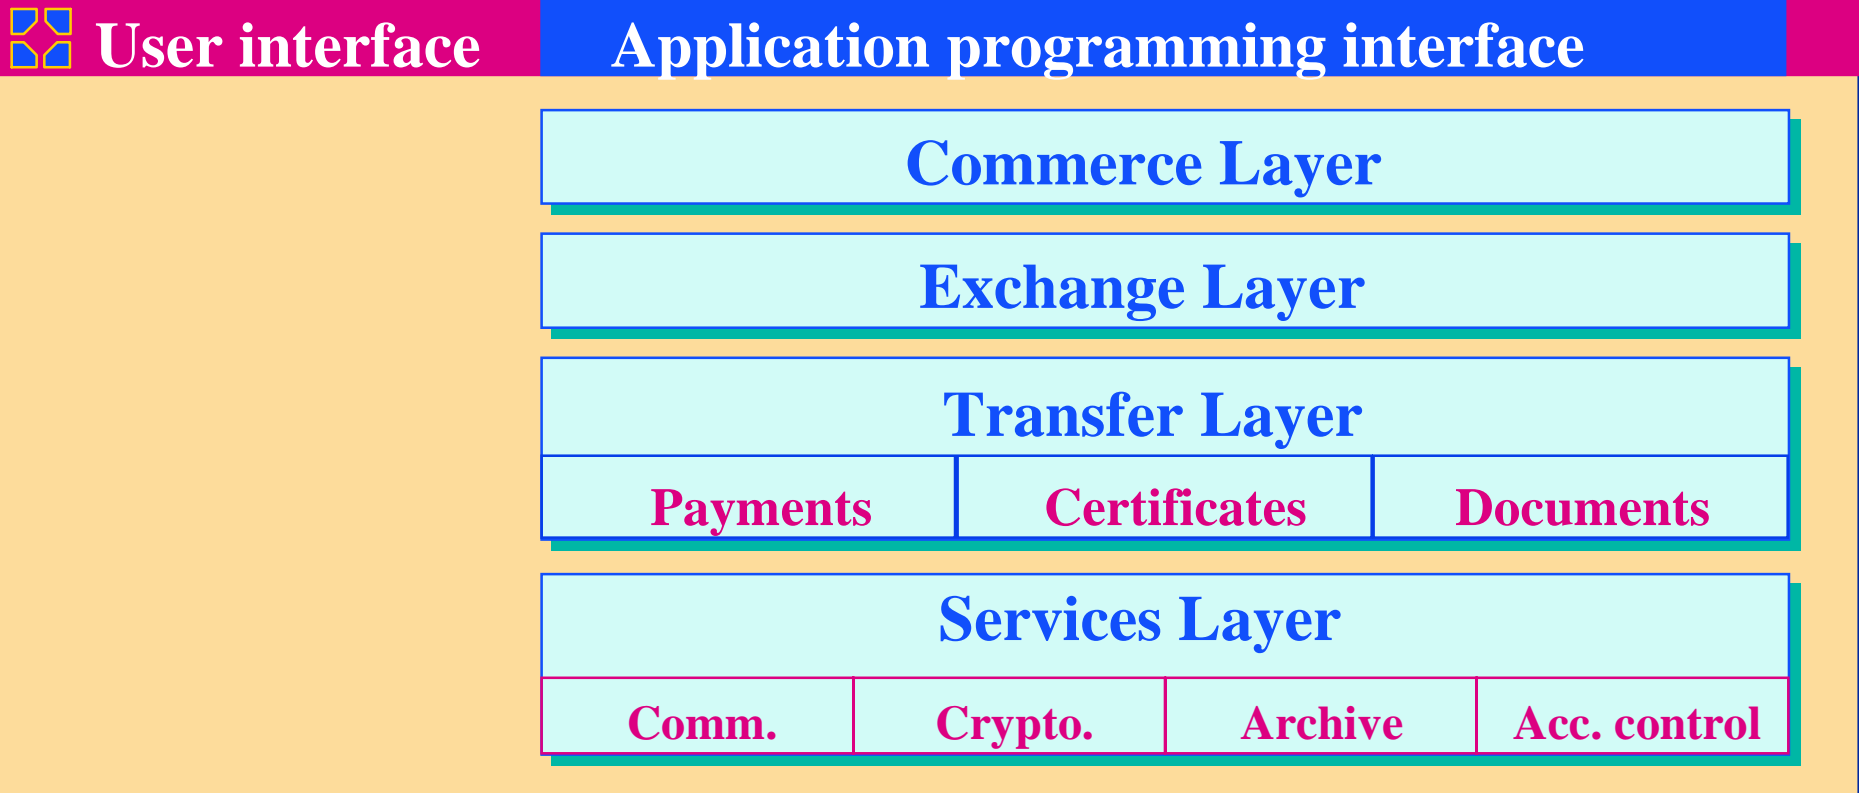 User interface Application programming interface
Commerce Layer
Exchange Layer
Transfer Layer
Payments Certificates Documents
Services Layer
Comm. Crypto. Archive Acc. control